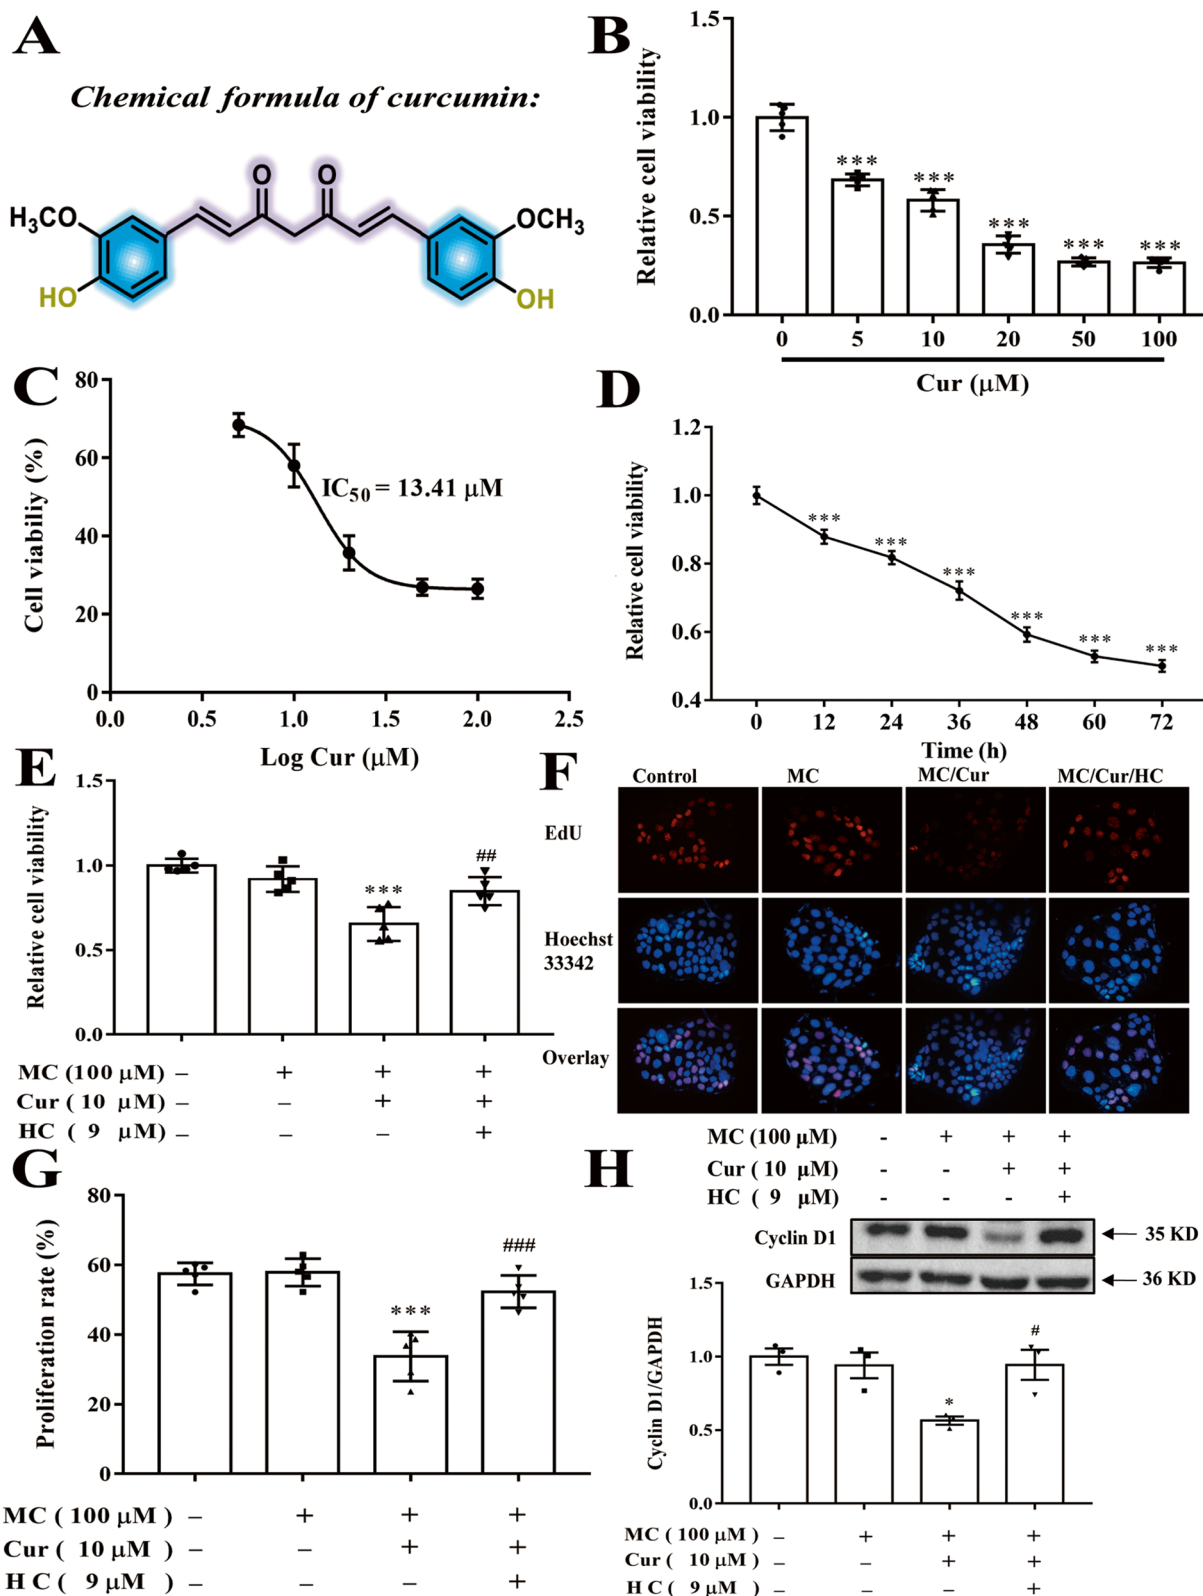 A
Chemical formula of curcumin:
O O
H3CO OCH3
HO OH
B
Relative cell viability
1.5
1.0
0.5
0.0
*** *** *** *** ***
0 5 10 20 50 100
Cur (μM)
C
Cell viability (%)
80
60
40
20
0
IC50 = 13.41 μM
0.0 0.5 1.0 1.5 2.0 2.5
Log Cur (μM)
D
Relative cell viability
1.2
1.0
0.8
0.6
0.4
*** *** *** *** *** ***
0 12 24 36 48 60 72
Time (h)
E
Relative cell viability
1.5
1.0
0.5
0.0
*** ##
MC (100 μM) – + + +
Cur ( 10 μM) – – + +
HC ( 9 μM) – – – +
F
Control MC MC/Cur MC/Cur/HC
EdU
Hoechst
33342
Overlay
G
Proliferation rate (%)
80
60
40
20
0
*** ###
MC ( 100 μM ) – + + +
Cur ( 10 μM ) – – + +
H C ( 9 μM ) – – – +
H
MC (100 μM) - + + +
Cur (10 μM) - - + +
HC ( 9 μM) - - - +
Cyclin D1 35 KD
GAPDH 36 KD
Cyclin D1/GAPDH
1.5
1.0
0.5
0.0
* #
MC ( 100 μM ) – + + +
Cur ( 10 μM ) – – + +
H C ( 9 μM ) – – – +